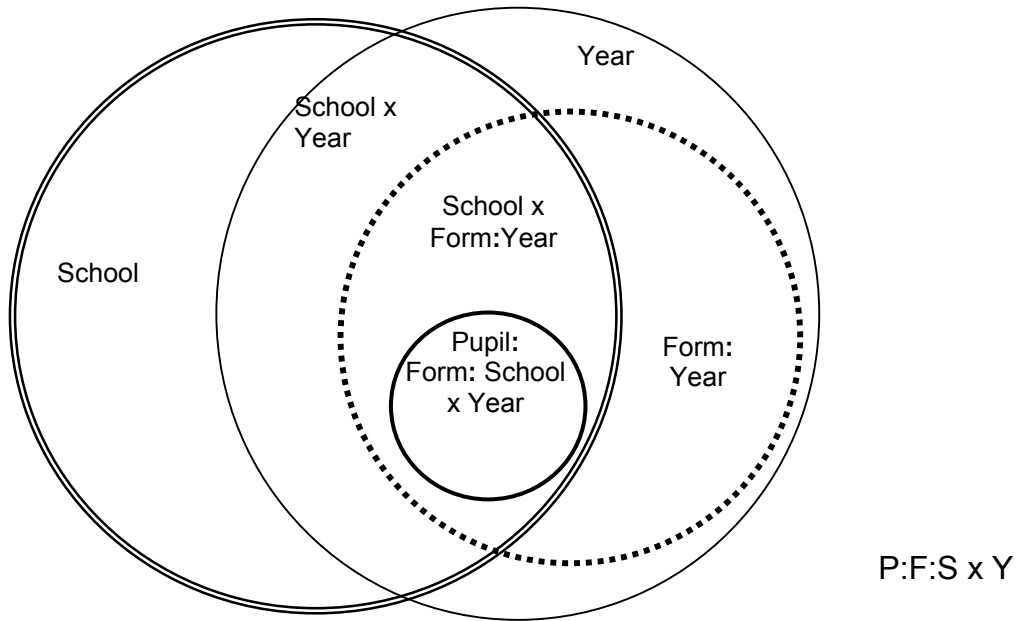 Year
School x
Year
School x
Form:Year
School
Pupil:
Form: School
x Year
Form:
Year
P:F:S x Y